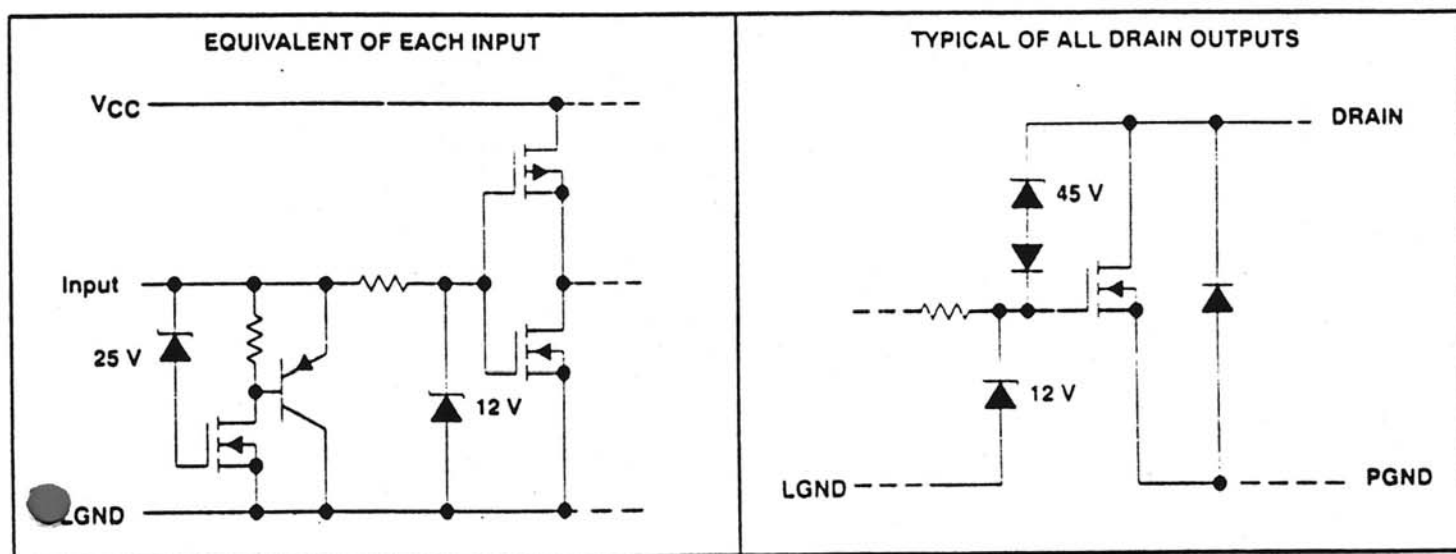 EQUIVALENT OF EACH INPUT
VCC
Input
25 V
12 V
LGND
TYPICAL OF ALL DRAIN OUTPUTS
DRAIN
45 V
12 V
LGND
PGND